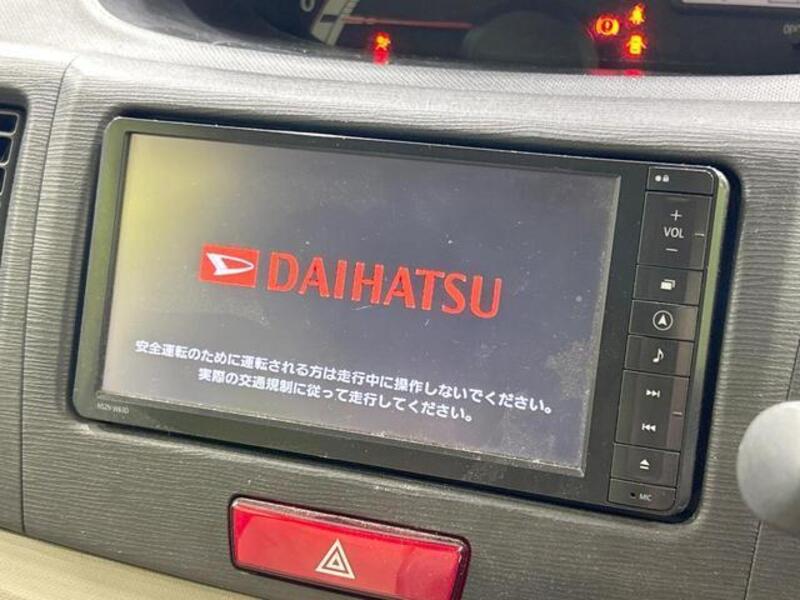 DAIHATSU
安全運転のために運転される方は走行中に操作しないでください。
実際の交通規制に従って走行してください。
+
VOL
−
MIC